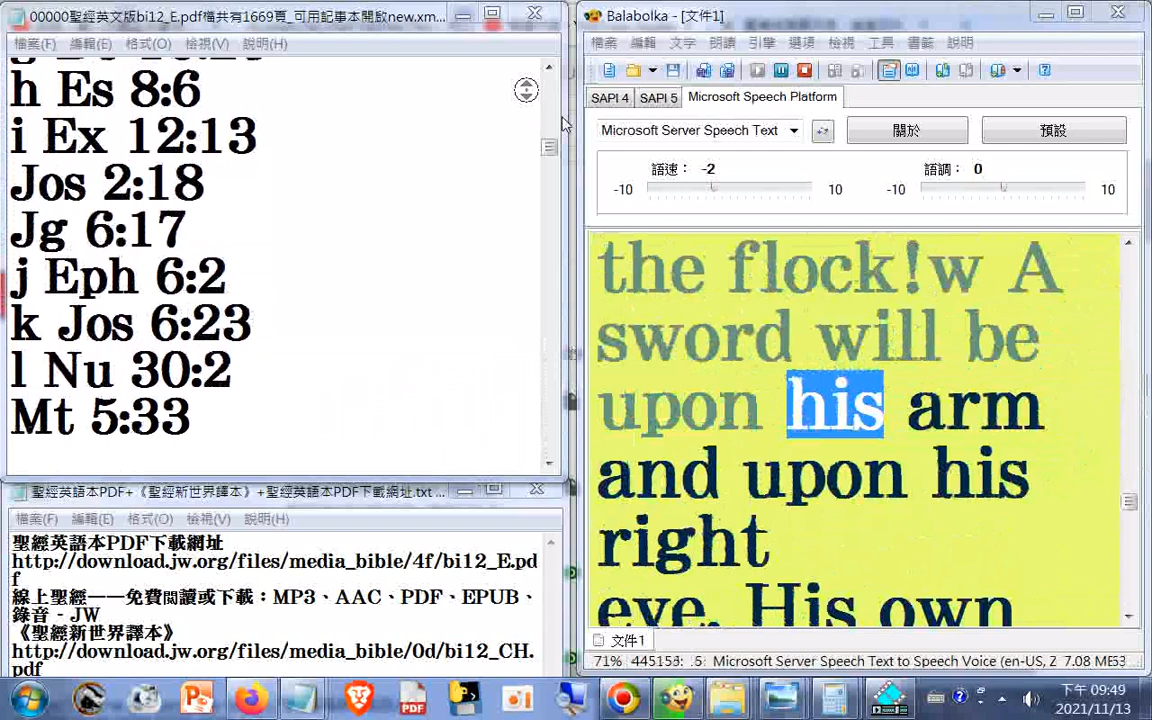 00000聖經英文版bi12_E.pdf檔共有1669頁_可用記事本開啟new.xm...
檔案(F) 編輯(E) 格式(O) 檢視(V) 說明(H)
h Es 8:6
i Ex 12:13
Jos 2:18
Jg 6:17
j Eph 6:2
k Jos 6:23
l Nu 30:2
Mt 5:33
聖經英語本PDF+《聖經新世界譯本》+聖經英語本PDF下載網址.txt ...
檔案(F) 編輯(E) 格式(O) 檢視(V) 說明(H)
聖經英語本PDF下載網址
http://download.jw.org/files/media_bible/4f/bi12_E.pd
f
線上聖經——免費閱讀或下載：MP3、AAC、PDF、EPUB、
錄音 - JW
《聖經新世界譯本》
http://download.jw.org/files/media_bible/0d/bi12_CH.
pdf
Balabolka - [文件1]
檔案 編輯 文字 朗讀 引擎 選項 檢視 工具 書籤 說明
SAPI 4 SAPI 5 Microsoft Speech Platform
Microsoft Server Speech Text 關於 預設
語速： -2 語調： 0
-10 10 -10 10
the flock!w A
sword will be
upon his arm
and upon his
right
eye. His own
文件1
71% Microsoft Server Speech Text to Speech Voice (en-US, Z 7.08 ME
下午 09:49
2021/11/13